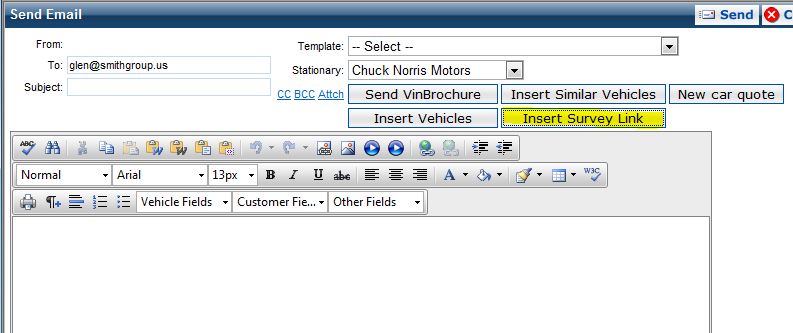 Send Email
Send
C
From:
Template: -- Select --
To: glen@smithgroup.us
Stationary: Chuck Norris Motors
Subject:
CC BCC Attch
Send VinBrochure Insert Similar Vehicles New car quote
Insert Vehicles Insert Survey Link
ABC
Normal Arial 13px B I U abc A W3C
Vehicle Fields Customer Fie... Other Fields